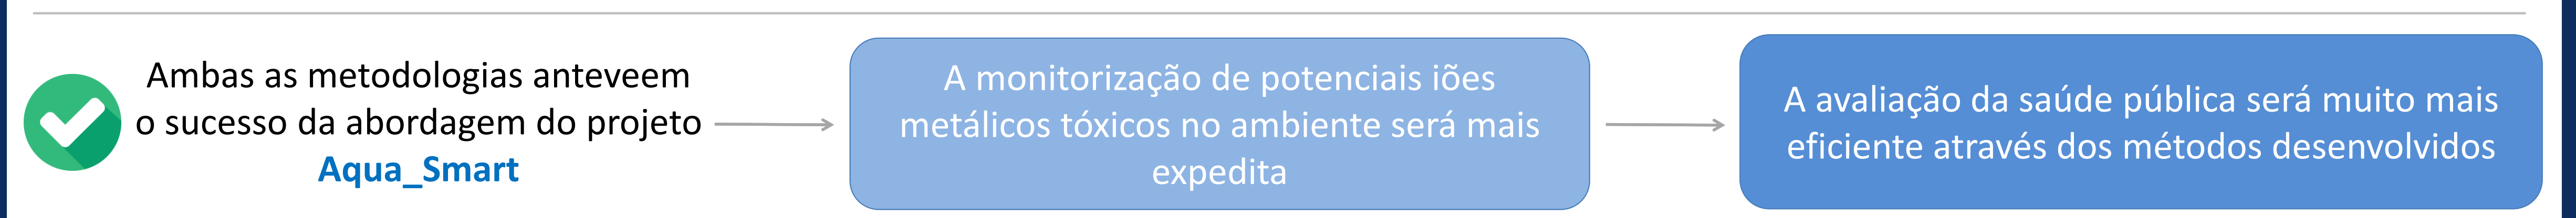 Ambas as metodologias anteveem
o sucesso da abordagem do projeto
Aqua_Smart
A monitorização de potenciais iões
metálicos tóxicos no ambiente será mais
expedita
A avaliação da saúde pública será muito mais
eficiente através dos métodos desenvolvidos